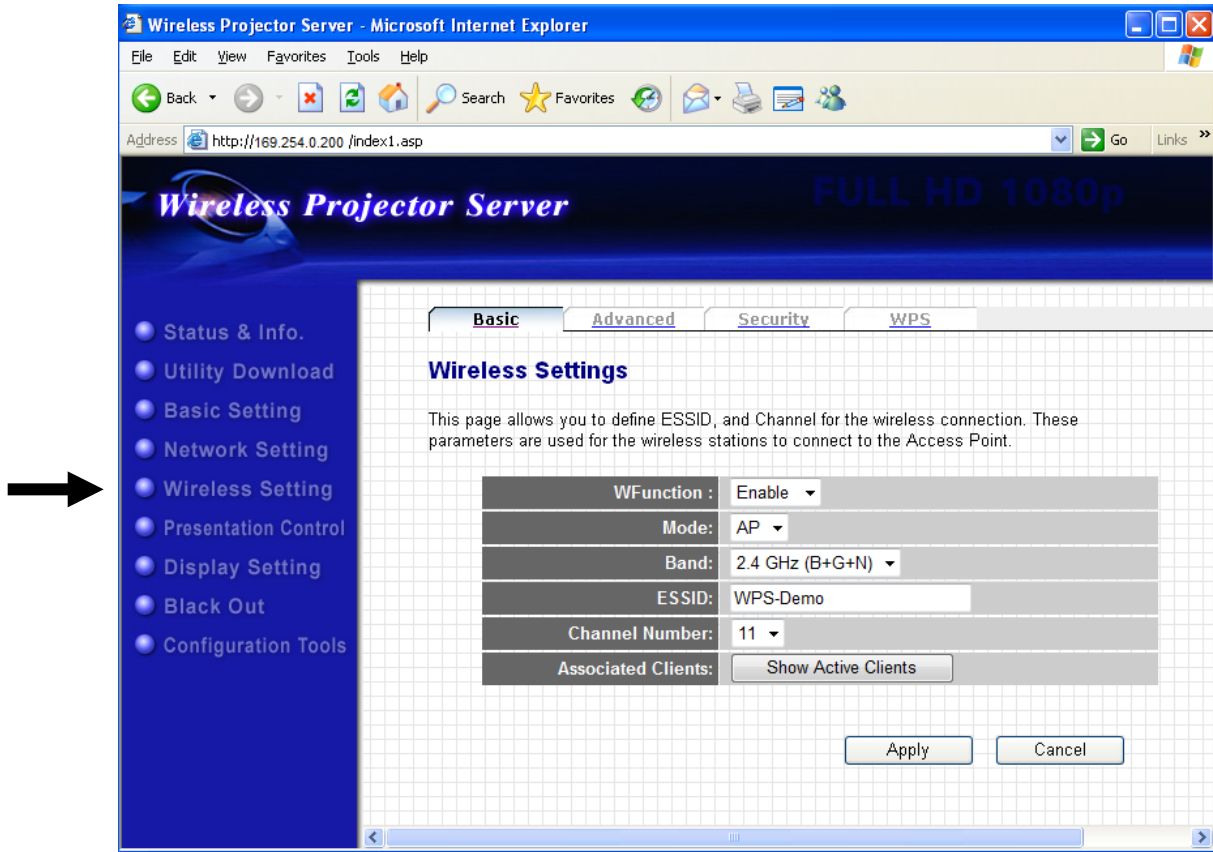 Wireless Projector Server - Microsoft Internet Explorer
File Edit View Favorites Tools Help
Back Search Favorites
Address http://169.254.0.200 /index1.asp Go Links »
Wireless Projector Server FULL HD 1080p
Basic Advanced Security WPS
Status & Info.
Utility Download
Basic Setting
Network Setting
Wireless Setting
Presentation Control
Display Setting
Black Out
Configuration Tools
Wireless Settings
This page allows you to define ESSID, and Channel for the wireless connection. These
parameters are used for the wireless stations to connect to the Access Point.
WFunction : Enable
Mode: AP
Band: 2.4 GHz (B+G+N)
ESSID: WPS-Demo
Channel Number: 11
Associated Clients: Show Active Clients
Apply Cancel